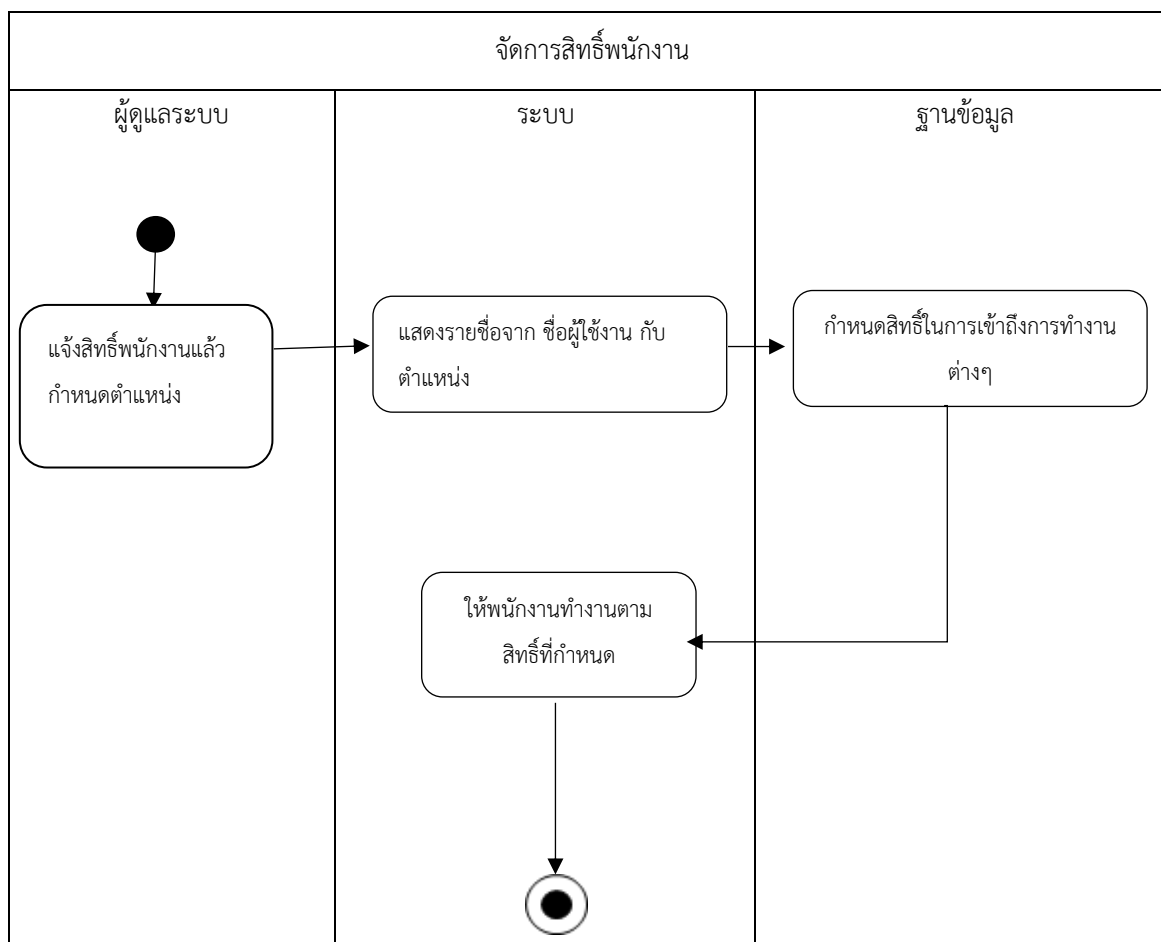 จัดการสิทธิ์พนักงาน
ผู้ดูแลระบบ
ระบบ
ฐานข้อมูล
แจ้งสิทธิ์พนักงานแล้ว
กำหนดตำแหน่ง
แสดงรายชื่อจาก ชื่อผู้ใช้งาน กับ
ตำแหน่ง
กำหนดสิทธิ์ในการเข้าถึงการทำงาน
ต่างๆ
ให้พนักงานทำงานตาม
สิทธิ์ที่กำหนด